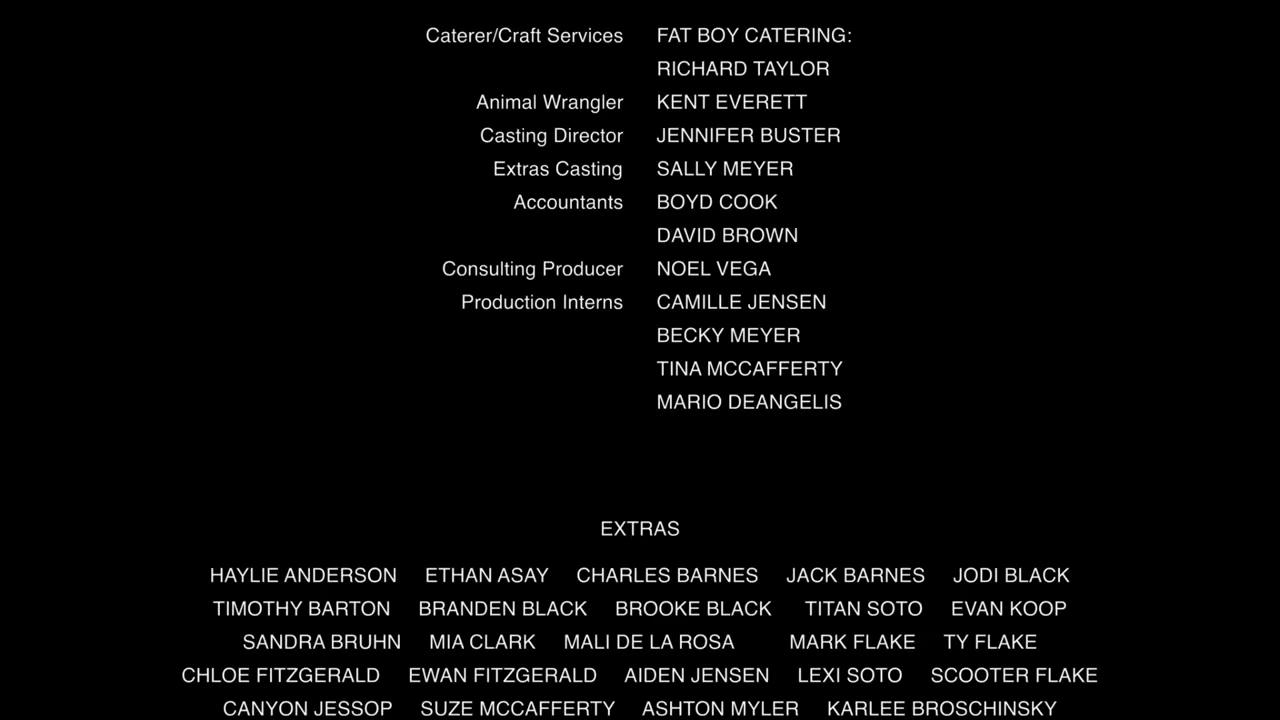 Caterer/Craft Services FAT BOY CATERING:
RICHARD TAYLOR
Animal Wrangler KENT EVERETT
Casting Director JENNIFER BUSTER
Extras Casting SALLY MEYER
Accountants BOYD COOK
DAVID BROWN
Consulting Producer NOEL VEGA
Production Interns CAMILLE JENSEN
BECKY MEYER
TINA MCCAFFERTY
MARIO DEANGELIS
EXTRAS
HAYLIE ANDERSON ETHAN ASAY CHARLES BARNES JACK BARNES JODI BLACK
TIMOTHY BARTON BRANDEN BLACK BROOKE BLACK TITAN SOTO EVAN KOOP
SANDRA BRUHN MIA CLARK MALI DE LA ROSA MARK FLAKE TY FLAKE
CHLOE FITZGERALD EWAN FITZGERALD AIDEN JENSEN LEXI SOTO SCOOTER FLAKE
CANYON JESSOP SUZE MCCAFFERTY ASHTON MYLER KARLEE BROSCHINSKY